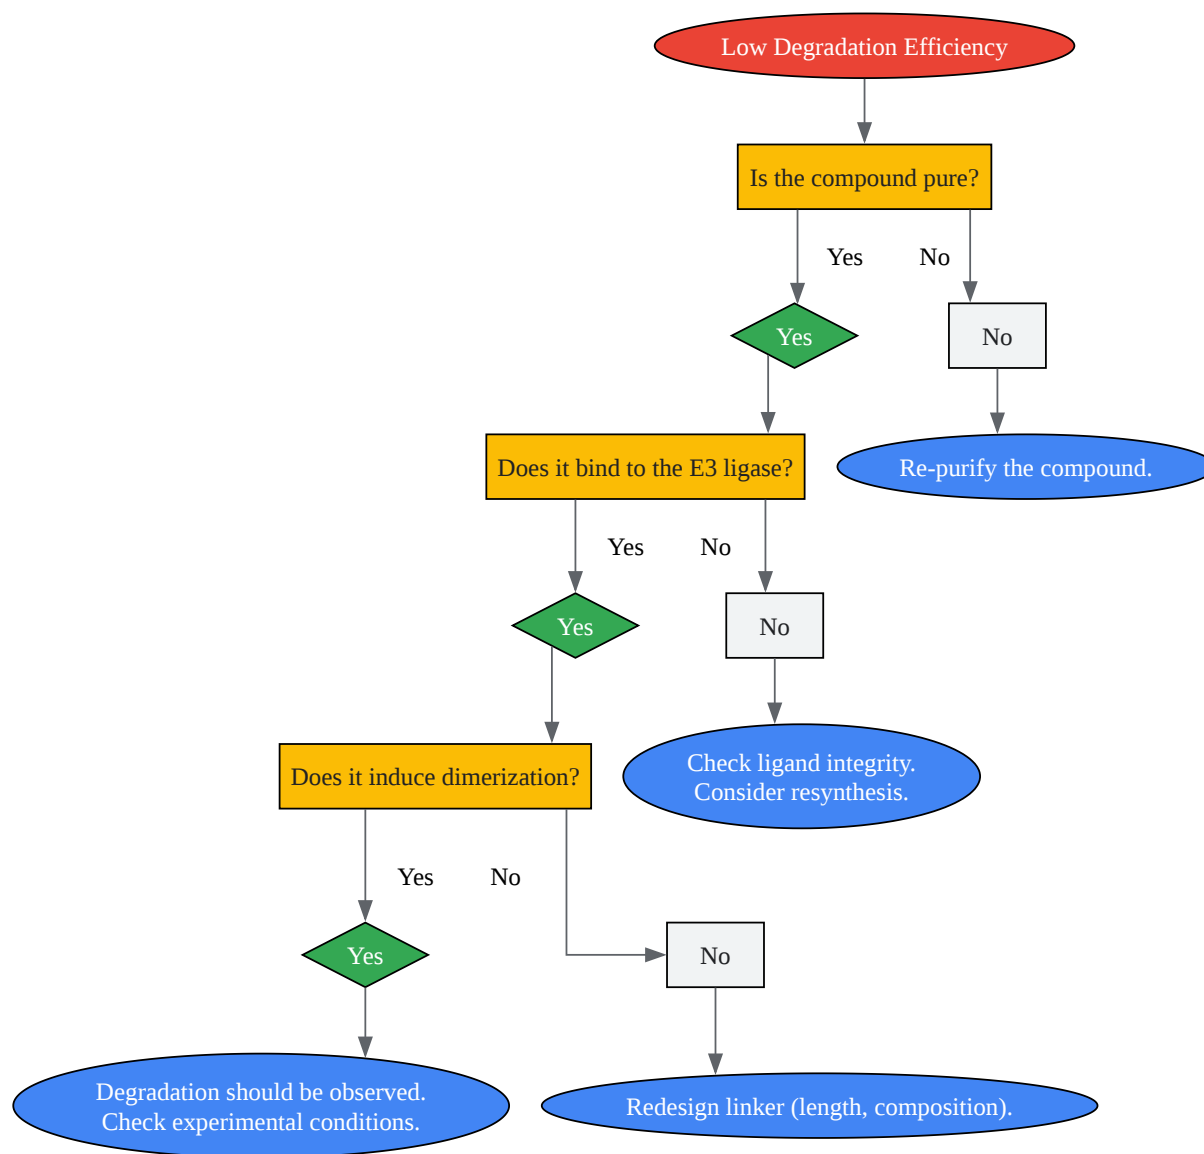 Low Degradation Efficiency
Is the compound pure?
Yes
No
Yes
No
Does it bind to the E3 ligase?
Re-purify the compound.
Yes
No
Yes
No
Does it induce dimerization?
Check ligand integrity.
Consider resynthesis.
Yes
No
Yes
No
Degradation should be observed.
Check experimental conditions.
Redesign linker (length, composition).